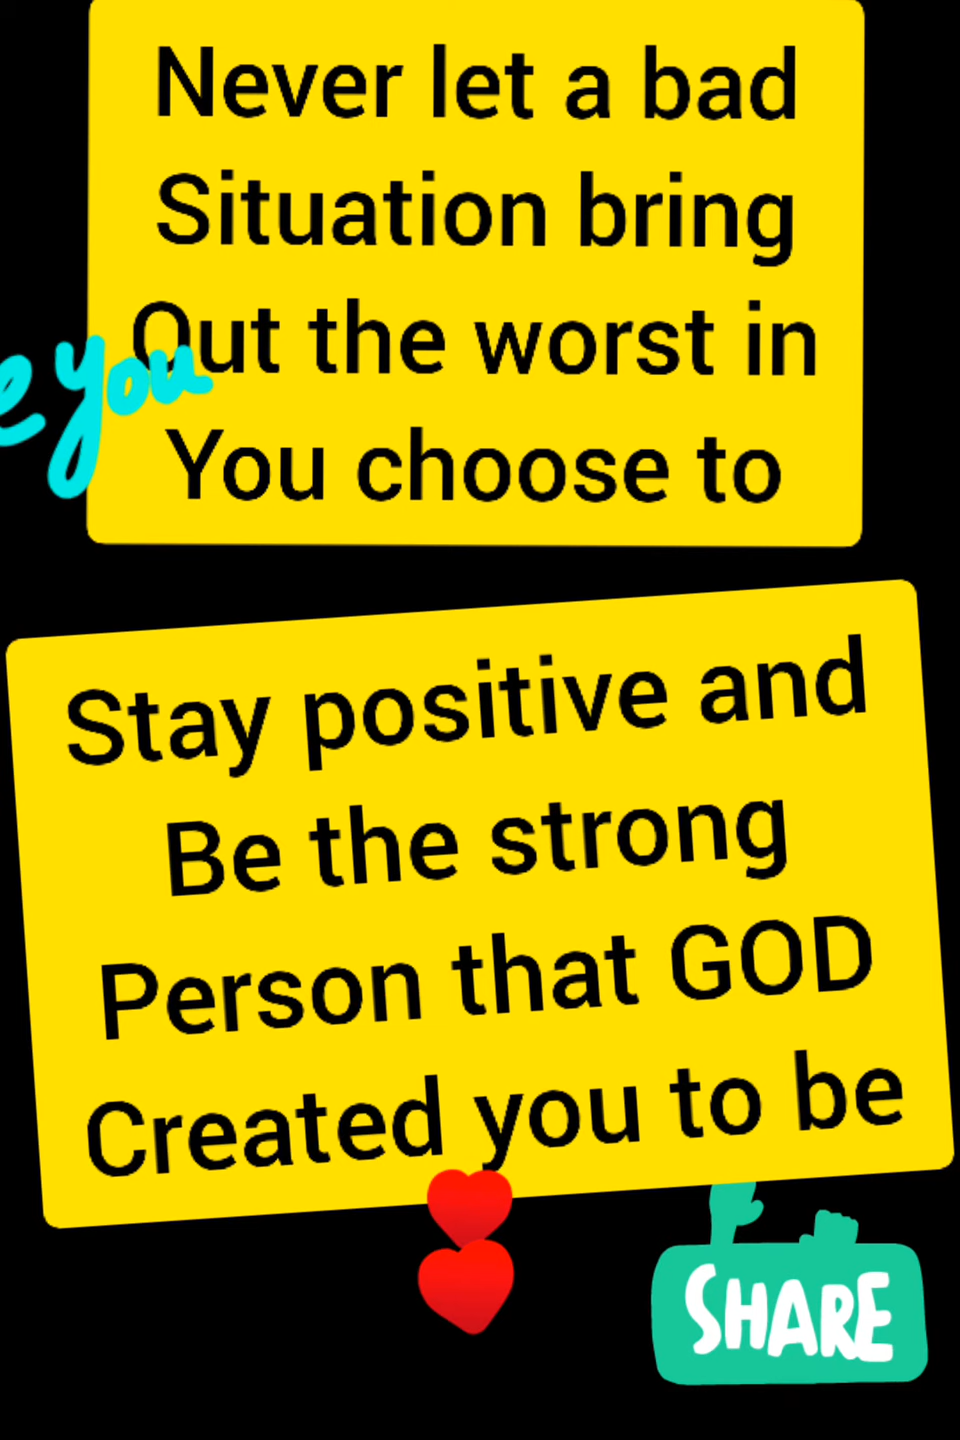 Never let a bad
Situation bring
Out the worst in
You choose to
e you
Stay positive and
Be the strong
Person that GOD
Created you to be
SHARE